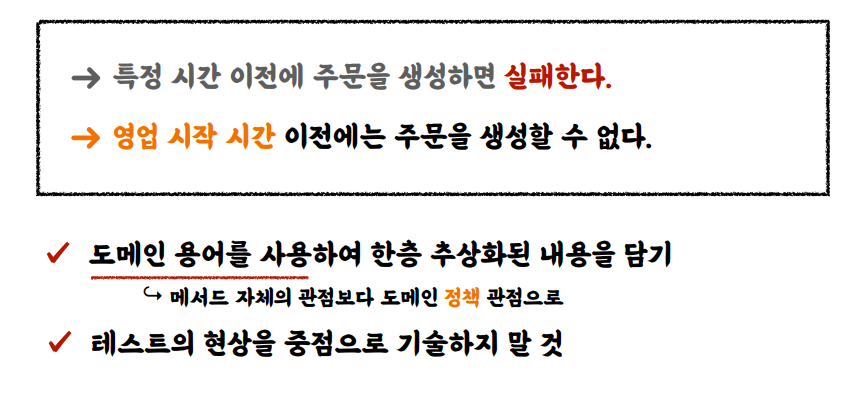 → 특정 시간 이전에 주문을 생성하면 실패한다.
→ 영업 시작 시간 이전에는 주문을 생성할 수 없다.
✓ 도메인 용어를 사용하여 한층 추상화된 내용을 담기
↪ 메서드 자체의 관점보다 도메인 정책 관점으로
✓ 테스트의 현상을 중점으로 기술하지 말 것